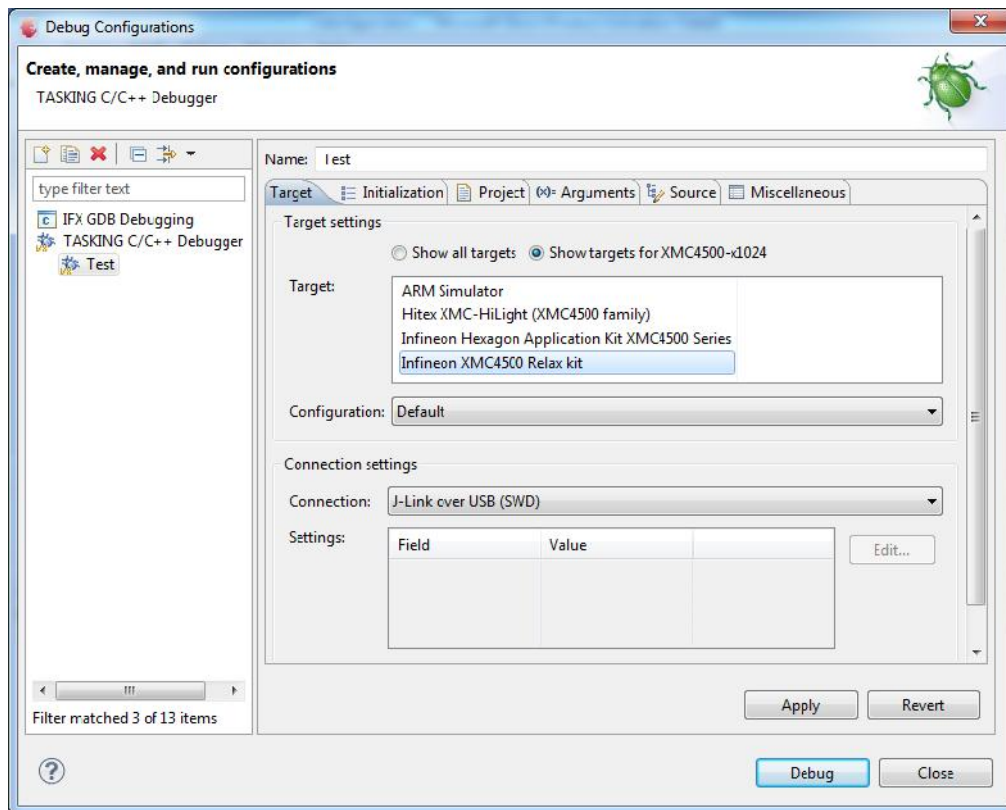 Debug Configurations
Create, manage, and run configurations
TASKING C/C++ Debugger
type filter text
IFX GDB Debugging
TASKING C/C++ Debugger
Test
Filter matched 3 of 13 items
Name: Test
Target Initialization Project (x)= Arguments Source Miscellaneous
Target settings
Show all targets Show targets for XMC4500-x1024
Target:
ARM Simulator
Hitex XMC-HiLight (XMC4500 family)
Infineon Hexagon Application Kit XMC4500 Series
Infineon XMC4500 Relax kit
Configuration: Default
Connection settings
Connection: J-Link over USB (SWD)
Settings: Field Value Edit...
Apply Revert
Debug Close